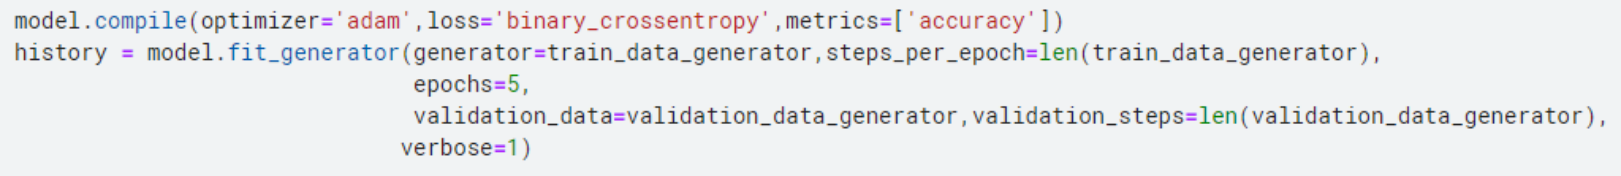 model.compile(optimizer='adam',loss='binary_crossentropy',metrics=['accuracy'])
history = model.fit_generator(generator=train_data_generator,steps_per_epoch=len(train_data_generator),
epochs=5,
validation_data=validation_data_generator,validation_steps=len(validation_data_generator),
verbose=1)